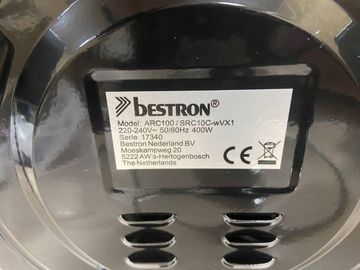 BESTRON®
Model: ARC100 / SRC10C-wVX1
220-240V~ 50/60Hz 400W
Serie
17340
Bestron Nederland BV
Moeskampweg 20
5222 AW 's-Hertogenbosch
The Netherlands
CE